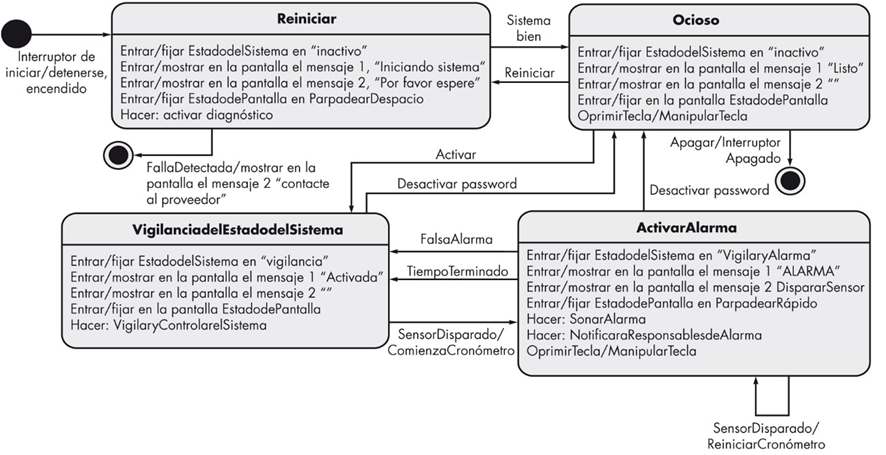 Reiniciar
Entrar/fijar EstadodelSistema en “inactivo”
Entrar/mostrar en la pantalla el mensaje 1, “Iniciando sistema”
Entrar/mostrar en la pantalla el mensaje 2, “Por favor espere”
Entrar/fijar EstadodePantalla en ParpadearDespacio
Hacer: activar diagnóstico
Interruptor de
iniciar/detenerse,
encendido
Sistema
bien
Reiniciar
Ocioso
Entrar/fijar EstadodelSistema en “inactivo”
Entrar/mostrar en la pantalla el mensaje 1 “Listo”
Entrar/mostrar en la pantalla el mensaje 2 “”
Entrar/fijar en la pantalla EstadodePantalla
OprimirTecla/ManipularTecla
FallaDetectada/mostrar en la
pantalla el mensaje 2 “contacte
al proveedor”
Activar
Desactivar password
Apagar/Interruptor
Apagado
Desactivar password
VigilanciadelEstadodelSistema
Entrar/fijar EstadodelSistema en “vigilancia”
Entrar/mostrar en la pantalla el mensaje 1 “Activada”
Entrar/mostrar en la pantalla el mensaje 2 “”
Entrar/fijar en la pantalla EstadodePantalla
Hacer: VigilaryControlarelSistema
FalsaAlarma
TiempoTerminado
SensorDisparado/
ComienzaCronómetro
ActivarAlarma
Entrar/fijar EstadodelSistema en “VigilaryAlarma”
Entrar/mostrar en la pantalla el mensaje 1 “ALARMA”
Entrar/mostrar en la pantalla el mensaje 2 DispararSensor
Entrar/fijar EstadodePantalla en ParpadearRápido
Hacer: SonarAlarma
Hacer: NotificaraResponsablesdeAlarma
OprimirTecla/ManipularTecla
SensorDisparado/
ReiniciarCronómetro